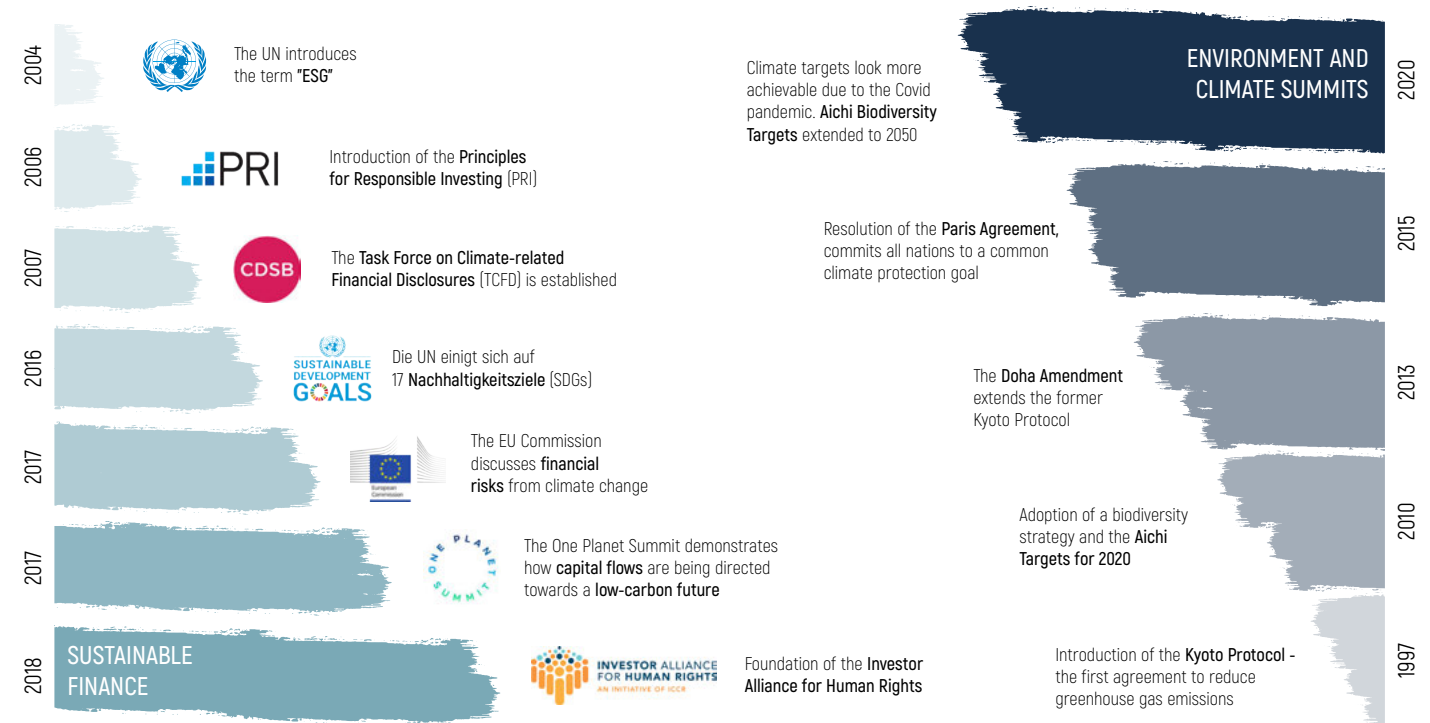 2004
The UN introduces
the term "ESG"
2006
PRI
Introduction of the Principles
for Responsible Investing (PRI)
2007
CDSB
The Task Force on Climate-related
Financial Disclosures (TCFD) is established
2016
SUSTAINABLE
DEVELOPMENT
GOALS
Die UN einigt sich auf
17 Nachhaltigkeitsziele (SDGs)
2017
European
Commission
The EU Commission
discusses financial
risks from climate change
2017
ONE PLANET
SUMMIT
The One Planet Summit demonstrates
how capital flows are being directed
towards a low-carbon future
2018
SUSTAINABLE
FINANCE
INVESTOR ALLIANCE
FOR HUMAN RIGHTS
AN INITIATIVE OF ICCR
Foundation of the Investor
Alliance for Human Rights
ENVIRONMENT AND
CLIMATE SUMMITS
2020
Climate targets look more
achievable due to the Covid
pandemic. Aichi Biodiversity
Targets extended to 2050
2015
Resolution of the Paris Agreement,
commits all nations to a common
climate protection goal
2013
The Doha Amendment
extends the former
Kyoto Protocol
2010
Adoption of a biodiversity
strategy and the Aichi
Targets for 2020
1997
Introduction of the Kyoto Protocol -
the first agreement to reduce
greenhouse gas emissions